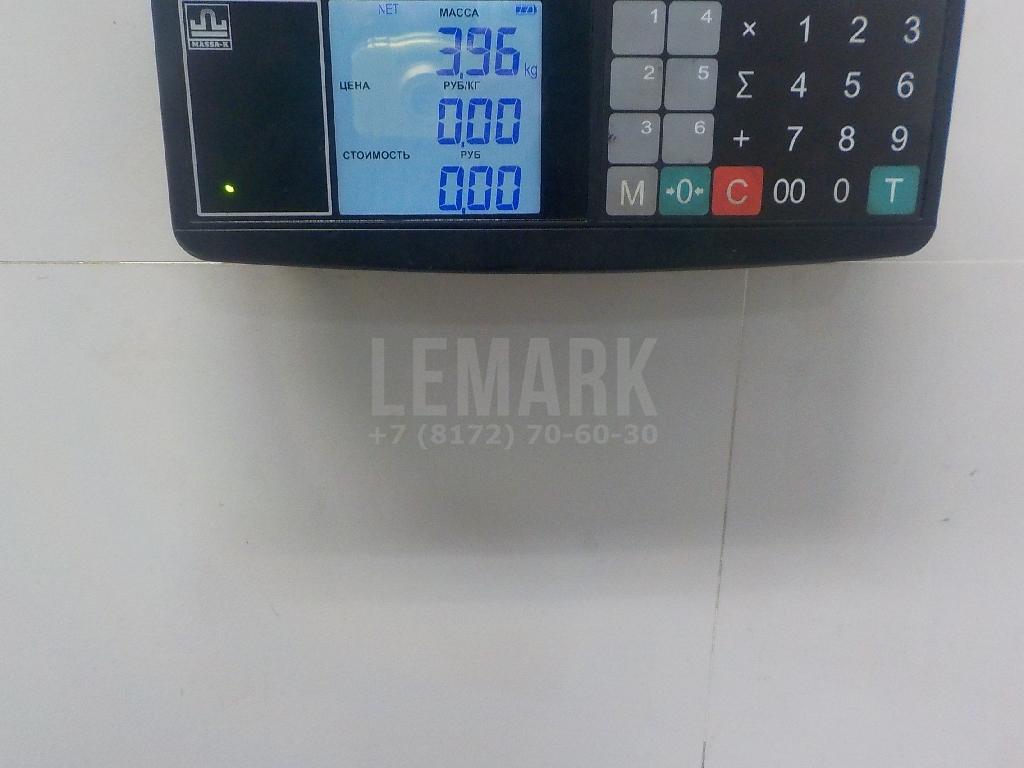 MASSA-K
NET МАССА
3,96 kg
ЦЕНА РУБ/КГ
0,00
СТОИМОСТЬ РУБ
0,00
1 4 × 1 2 3
2 5 Σ 4 5 6
3 6 + 7 8 9
M →0← C 00 0 T
LEMARK
+7 (8172) 70-60-30